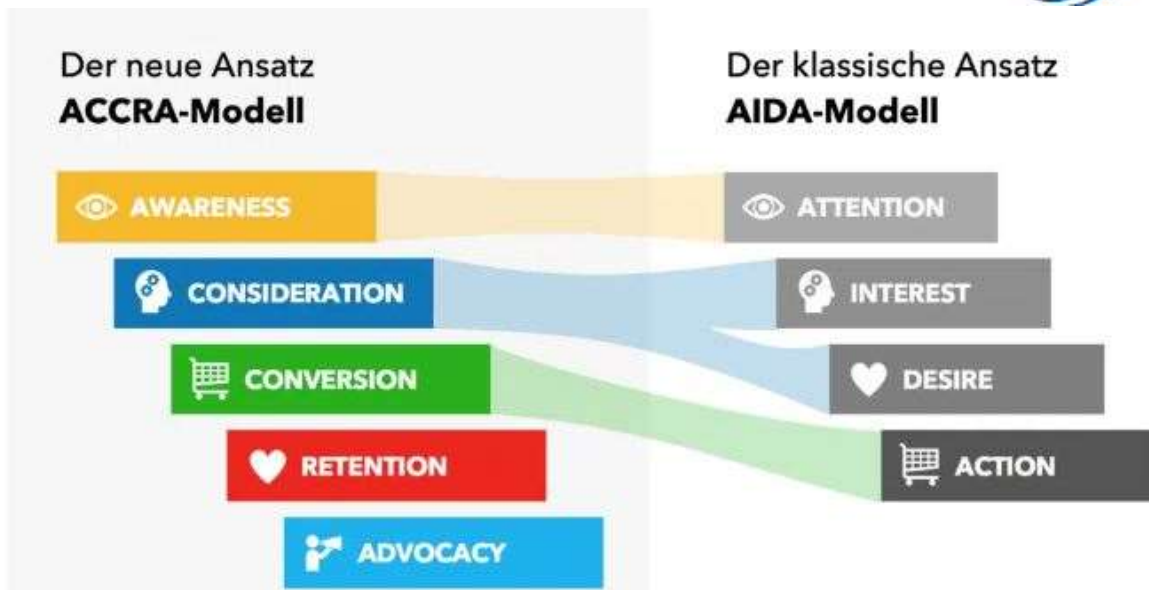 Der neue Ansatz
ACCRA-Modell
AWARENESS
CONSIDERATION
CONVERSION
RETENTION
ADVOCACY
Der klassische Ansatz
AIDA-Modell
ATTENTION
INTEREST
DESIRE
ACTION